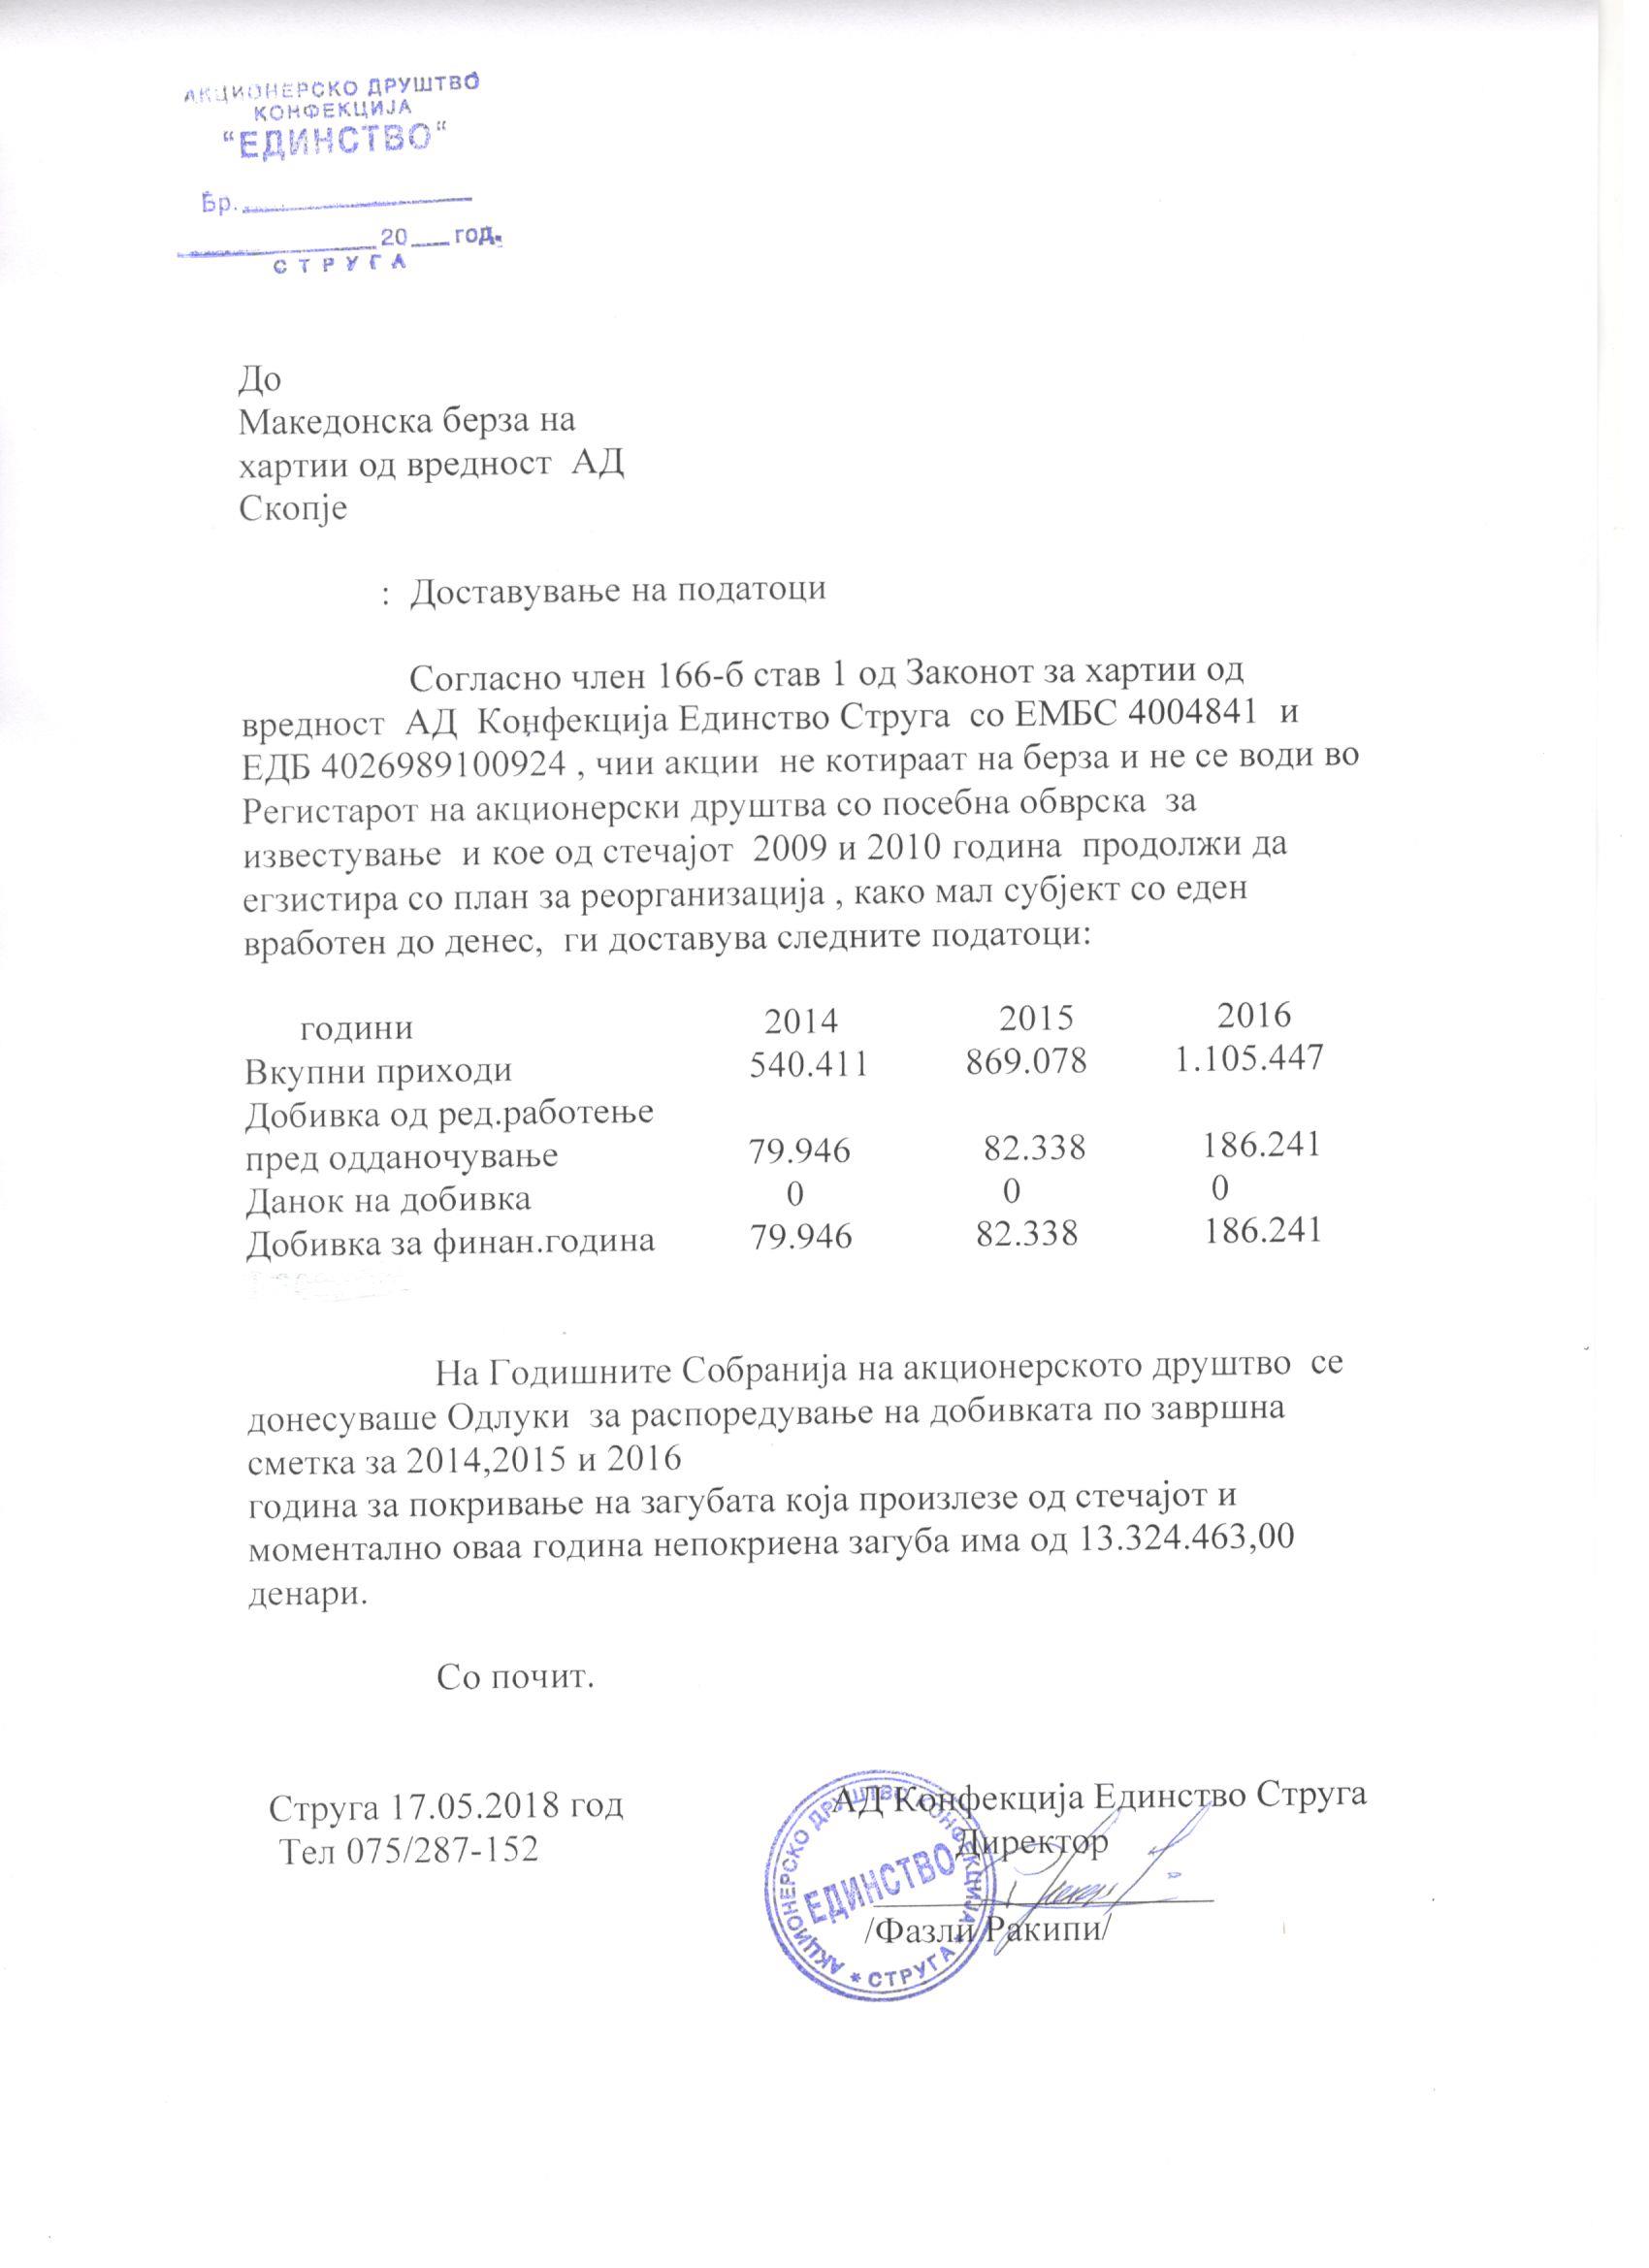 АКЦИОНЕРСКО ДРУШТВО
КОНФЕКЦИЈА
“ЕДИНСТВО“
Бр.
20 год.
СТРУГА
До
Македонска берза на
хартии од вредност АД
Скопје
: Доставување на податоци
Согласно член 166-б став 1 од Законот за хартии од
вредност АД Конфекција Единство Струга со ЕМБС 4004841 и
ЕДБ 4026989100924 , чии акции не котираат на берза и не се води во
Регистарот на акционерски друштва со посебна обврска за
известување и кое од стечајот 2009 и 2010 година продолжи да
егзистира со план за реорганизација , како мал субјект со еден
вработен до денес, ги доставува следните податоци:
години 2014 2015 2016
Вкупни приходи 540.411 869.078 1.105.447
Добивка од ред.работење
пред одданочување 79.946 82.338 186.241
Данок на добивка 0 0 0
Добивка за финан.година 79.946 82.338 186.241
На Годишните Собранија на акционерското друштво се
донесуваше Одлуки за распоредување на добивката по завршна
сметка за 2014,2015 и 2016
година за покривање на загубата која произлезе од стечајот и
моментално оваа година непокриена загуба има од 13.324.463,00
денари.
Со почит.
Струга 17.05.2018 год АД Конфекција Единство Струга
Тел 075/287-152 Директор
/Фазли Ракипи/
АКЦИОНЕРСКО ДРУШТВО КОНФЕКЦИЈА
ЕДИНСТВО
* СТРУГА *